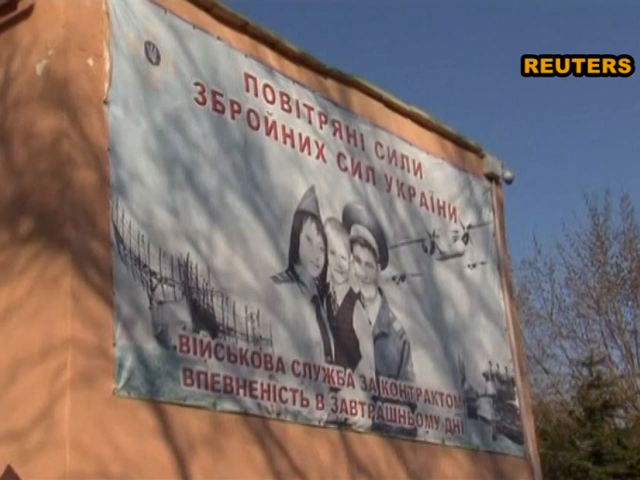 REUTERS
ПОВІТРЯНІ СИЛИ
ЗБРОЙНИХ СИЛ УКРАЇНИ
ВІЙСЬКОВА СЛУЖБА ЗА КОНТРАКТОМ
ВПЕВНЕНІСТЬ В ЗАВТРАШНЬОМУ ДНІ